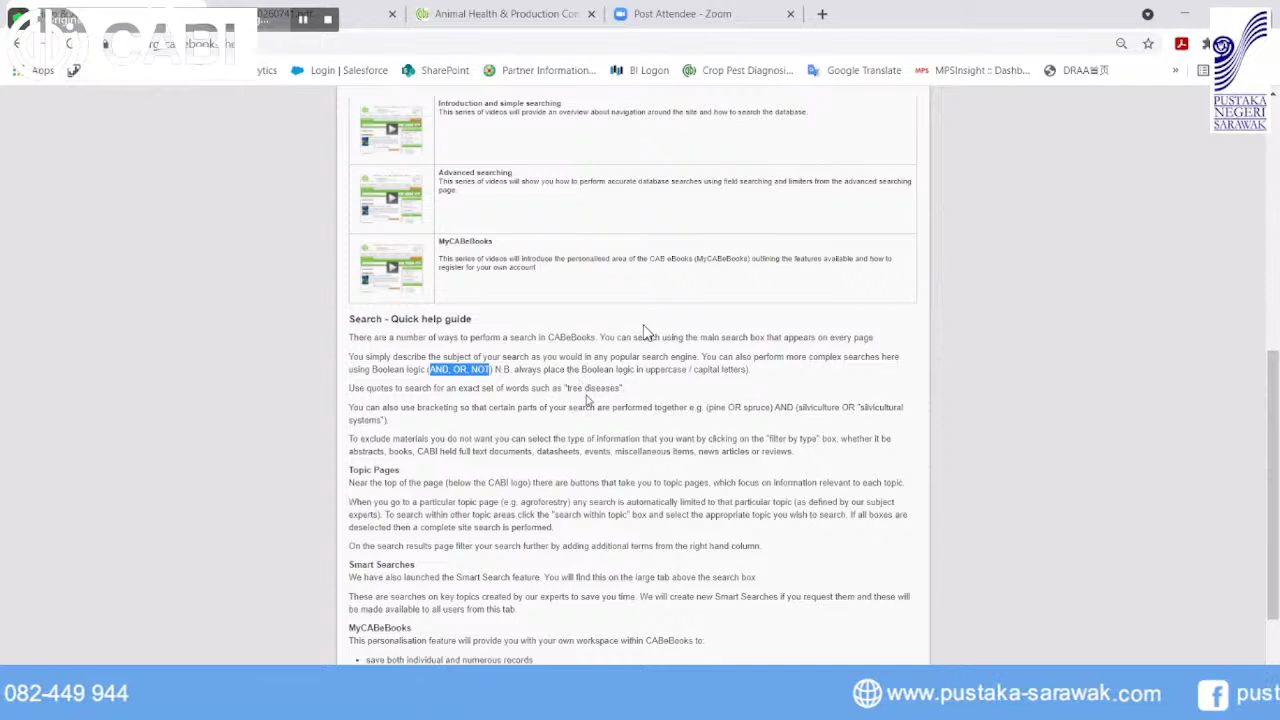 0260741.pdf
Animal Health & Production Con
Post Attendee - Zoom
CABI
Apps
ytics
Login | Salesforce
SharePoint
Partner Information...
BI Logon
Crop Pest Diagnosi...
Google Translate
MPS
MPSInsight :: Dashb...
DRAA首页
»
PUSTAKA
NEGERI
SARAWAK
Introduction and simple searching
This series of videos will provide an overview about navigation around the site and how to search the database.
Advanced searching
This series of videos will show you how to perform accurate database searches using field searching and limiters from the advanced searching
page.
MyCABeBooks
This series of videos will introduce the personalised area of the CAB eBooks (MyCABeBooks) outlining the features available and how to
register for your own account
Search - Quick help guide
There are a number of ways to perform a search in CABeBooks. You can search using the main search box that appears on every page
You simply describe the subject of your search as you would in any popular search engine. You can also perform more complex searches here
using Boolean logic (AND, OR, NOT) N.B. always place the Boolean logic in uppercase / capital letters).
Use quotes to search for an exact set of words such as "tree diseases".
You can also use bracketing so that certain parts of your search are performed together e.g. (pine OR spruce) AND (silviculture OR "silvicultural
systems").
To exclude materials you do not want you can select the type of information that you want by clicking on the "filter by type" box, whether it be
abstracts, books, CABI held full text documents, datasheets, events, miscellaneous items, news articles or reviews.
Topic Pages
Near the top of the page (below the CABI logo) there are buttons that take you to topic pages, which focus on information relevant to each topic.
When you go to a particular topic page (e.g. agroforestry) any search is automatically limited to that particular topic (as defined by our subject
experts). To search within other topic areas click the "search within topic" box and select the appropriate topic you wish to search. If all boxes are
deselected then a complete site search is performed.
On the search results page filter your search further by adding additional terms from the right hand column.
Smart Searches
We have also launched the Smart Search feature. You will find this on the large tab above the search box
These are searches on key topics created by our experts to save you time. We will create new Smart Searches if you request them and these will
be made available to all users from this tab.
MyCABeBooks
This personalisation feature will provide you with your own workspace within CABeBooks to:
• save both individual and numerous records
082-449 944
www.pustaka-sarawak.com
f
pust